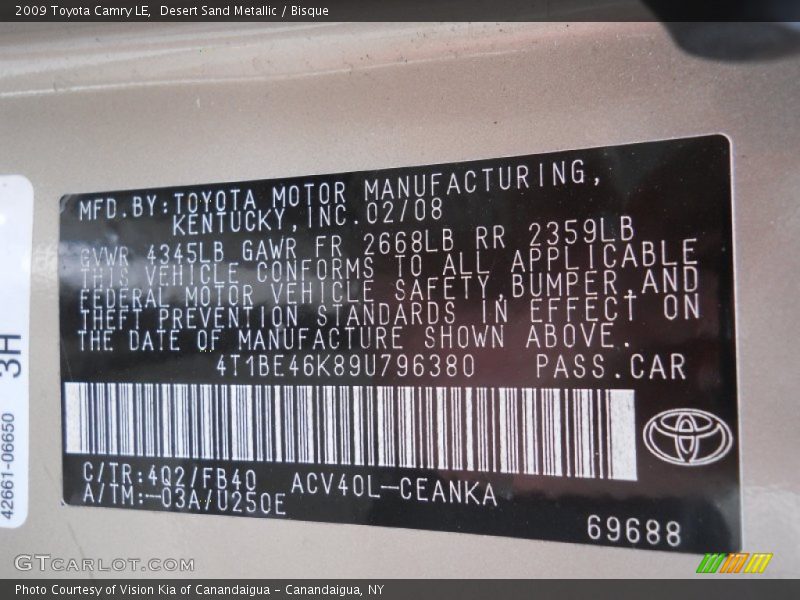 2009 Toyota Camry LE, Desert Sand Metallic / Bisque
MFD.BY:TOYOTA MOTOR MANUFACTURING,
KENTUCKY,INC.02/08
GVWR 4345LB GAWR FR 2668LB RR 2359LB
THIS VEHICLE CONFORMS TO ALL APPLICABLE
FEDERAL MOTOR VEHICLE SAFETY,BUMPER,AND
THEFT PREVENTION STANDARDS IN EFFECT ON
THE DATE OF MANUFACTURE SHOWN ABOVE.
4T1BE46K89U796380 PASS.CAR
C/TR:4Q2/FB40 ACV40L-CEANKA
A/TM:-03A/U250E
69688
3H
42661-06650
GTCARLOT.COM
Photo Courtesy of Vision Kia of Canandaigua - Canandaigua, NY